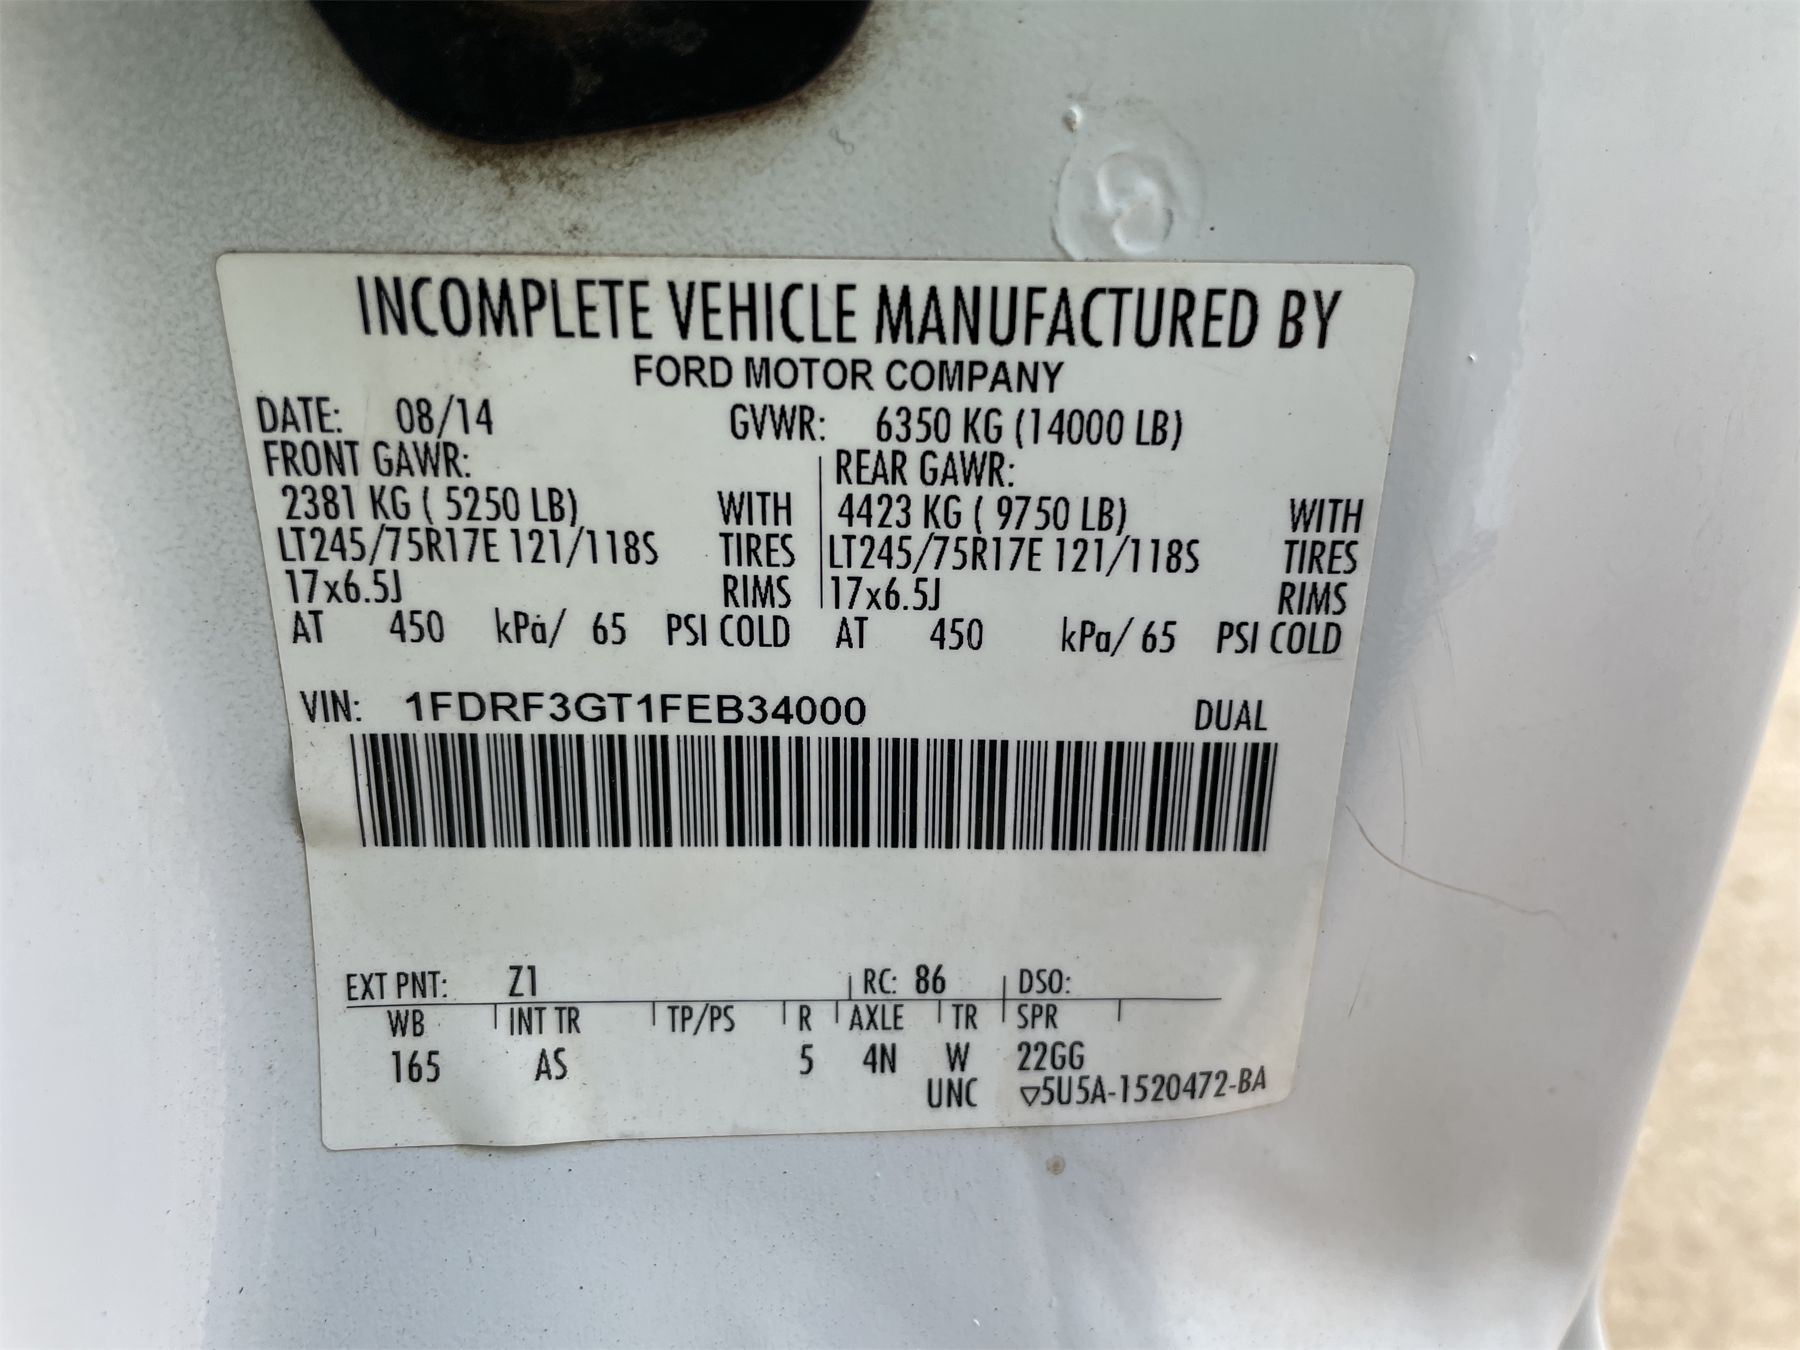 INCOMPLETE VEHICLE MANUFACTURED BY
FORD MOTOR COMPANY
DATE: 08/14 GVWR: 6350 KG (14000 LB)
FRONT GAWR: REAR GAWR:
2381 KG ( 5250 LB) WITH 4423 KG ( 9750 LB) WITH
LT245/75R17E 121/118S TIRES LT245/75R17E 121/118S TIRES
17x6.5J RIMS 17x6.5J RIMS
AT 450 kPa/ 65 PSI COLD AT 450 kPa/ 65 PSI COLD
VIN: 1FDRF3GT1FEB34000 DUAL
EXT PNT: Z1 RC: 86 DSO:
WB INT TR TP/PS R AXLE TR SPR
165 AS 5 4N W 22GG
UNC ▽5U5A-1520472-BA